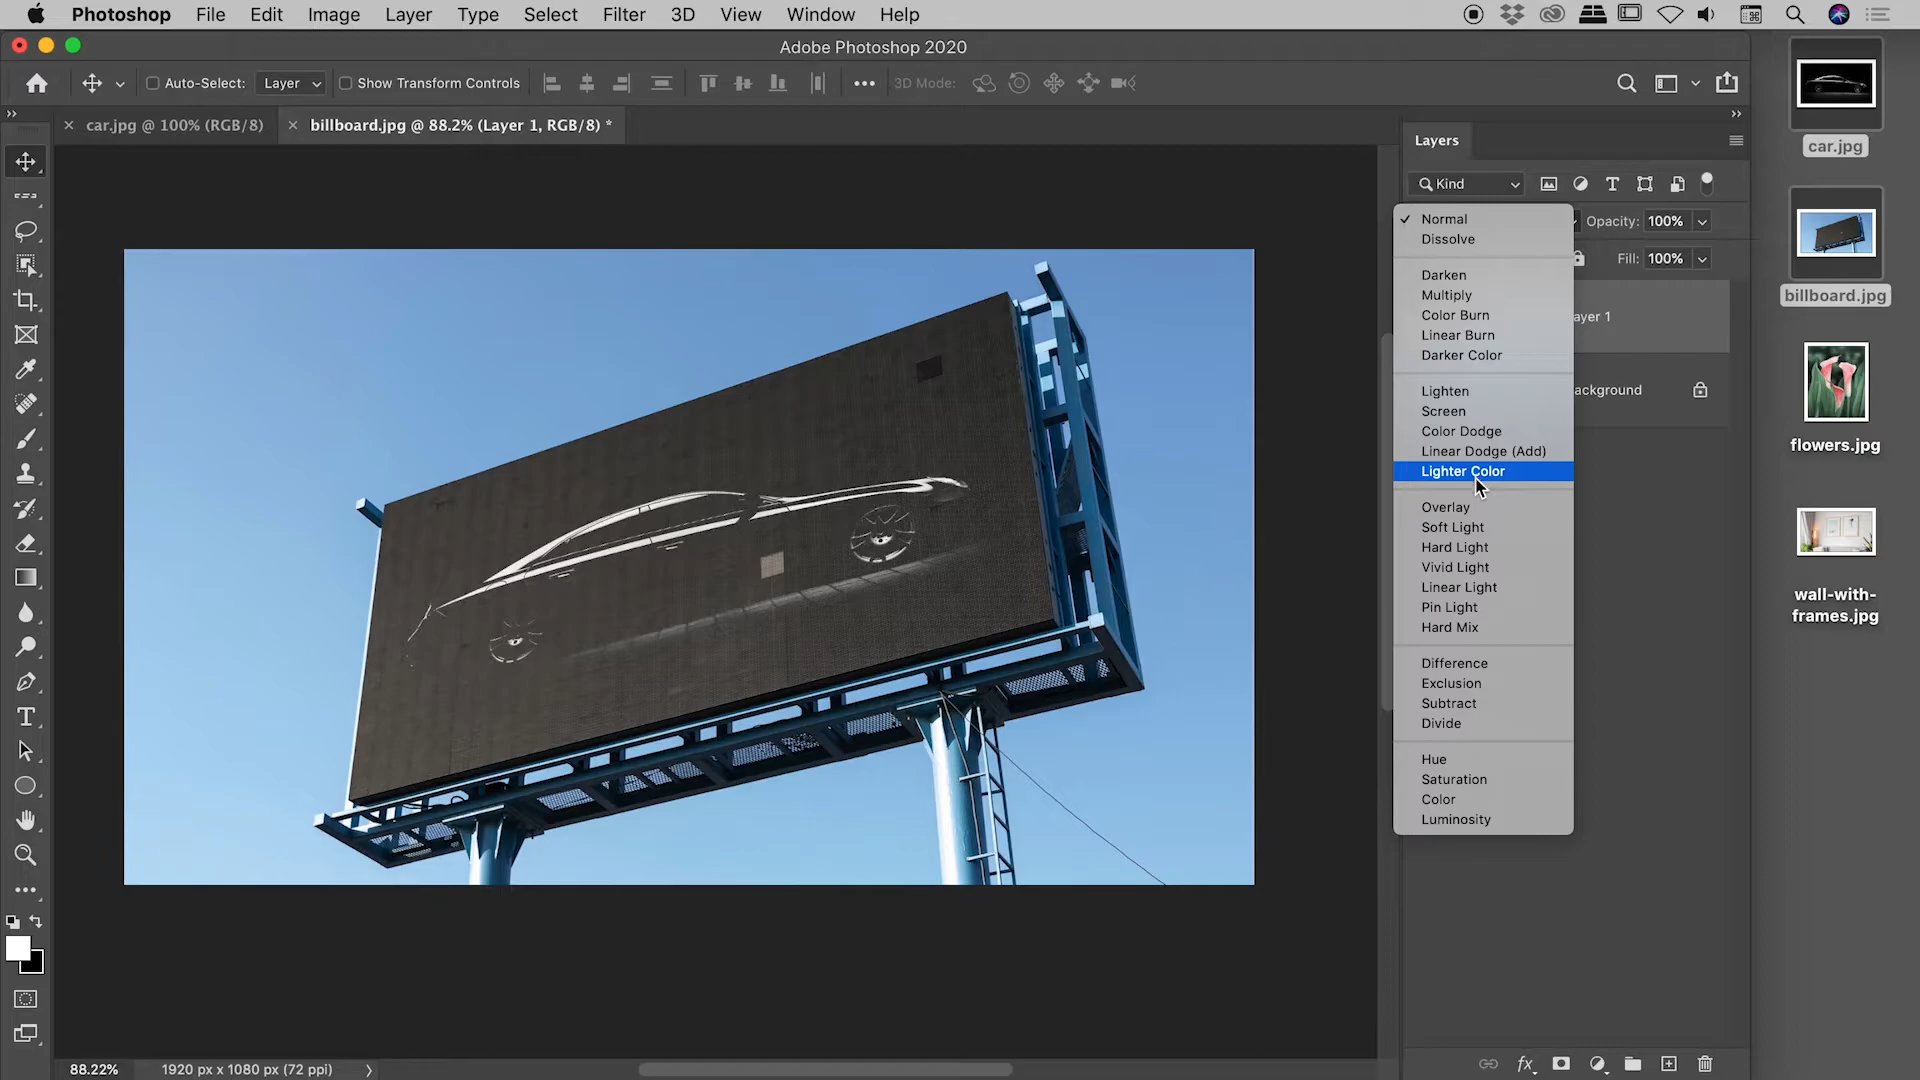 Photoshop File Edit Image Layer Type Select Filter 3D View Window Help
Adobe Photoshop 2020
Auto-Select: Layer Show Transform Controls 3D Mode:
car.jpg @ 100% (RGB/8) billboard.jpg @ 88.2% (Layer 1, RGB/8) *
Layers
Kind
Normal
Opacity: 100%
Dissolve
Fill: 100%
Darken
Multiply
Color Burn
Linear Burn
Darker Color
ayer 1
Lighten
ackground
Screen
Color Dodge
Linear Dodge (Add)
Lighter Color
Overlay
Soft Light
Hard Light
Vivid Light
Linear Light
Pin Light
Hard Mix
Difference
Exclusion
Subtract
Divide
Hue
Saturation
Color
Luminosity
car.jpg
billboard.jpg
flowers.jpg
wall-with-
frames.jpg
88.22% 1920 px x 1080 px (72 ppi)
fx